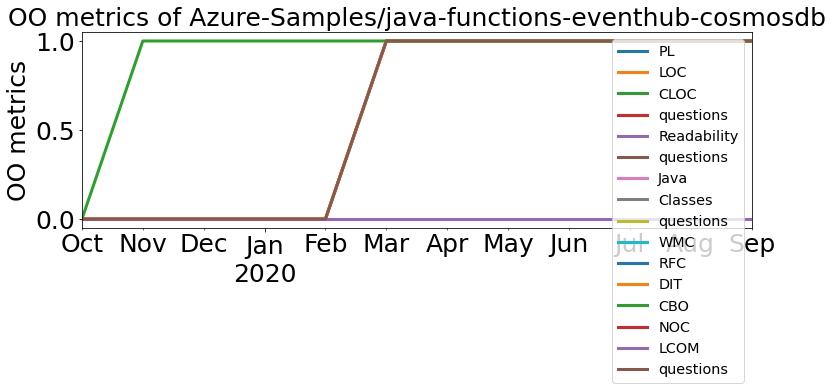 OO metrics of Azure-Samples/java-functions-eventhub-cosmosdb
OO metrics
1.0
0.5
0.0
Oct Nov Dec Jan Feb Mar Apr May Jun Jul Aug Sep
2020
PL
LOC
CLOC
questions
Readability
questions
Java
Classes
questions
WMC
RFC
DIT
CBO
NOC
LCOM
questions